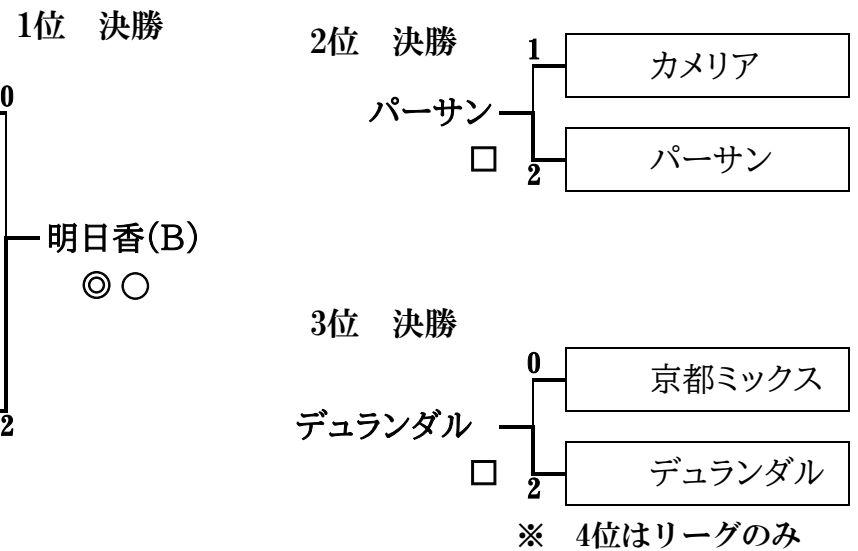 1位　決勝
0
明日香(B)
◎ ○
2
2位　決勝
1
カメリア
パーサン
□
2
パーサン
3位　決勝
0
京都ミックス
デュランダル
□
2
デュランダル
※　4位はリーグのみ